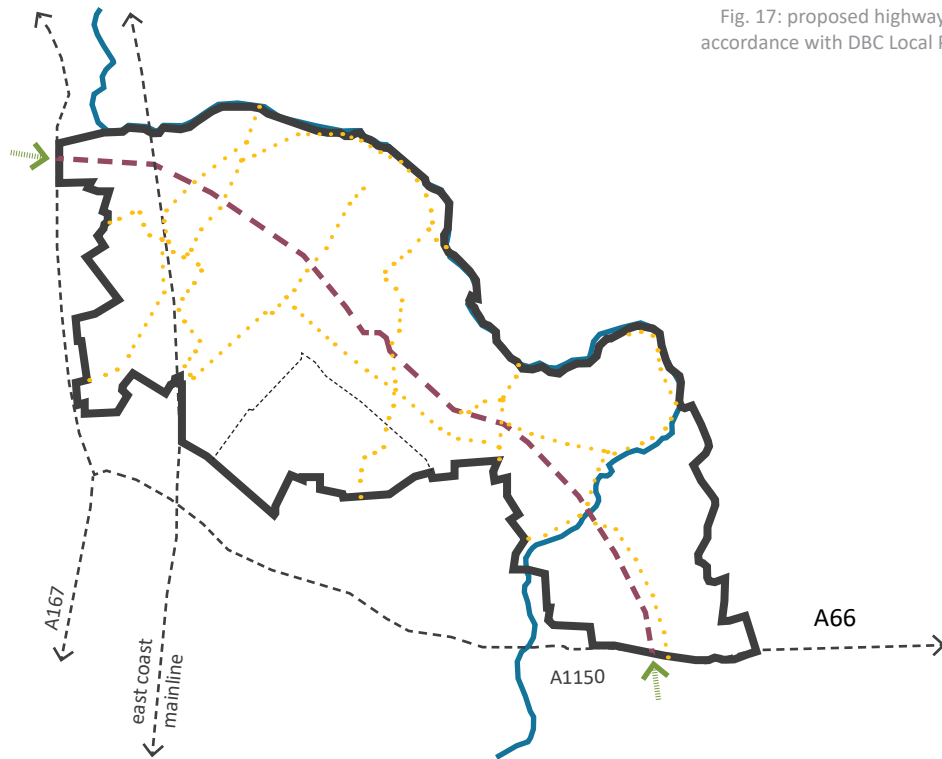 Fig. 17: proposed highway
accordance with DBC Local
A167
east coast
mainline
A1150
A66